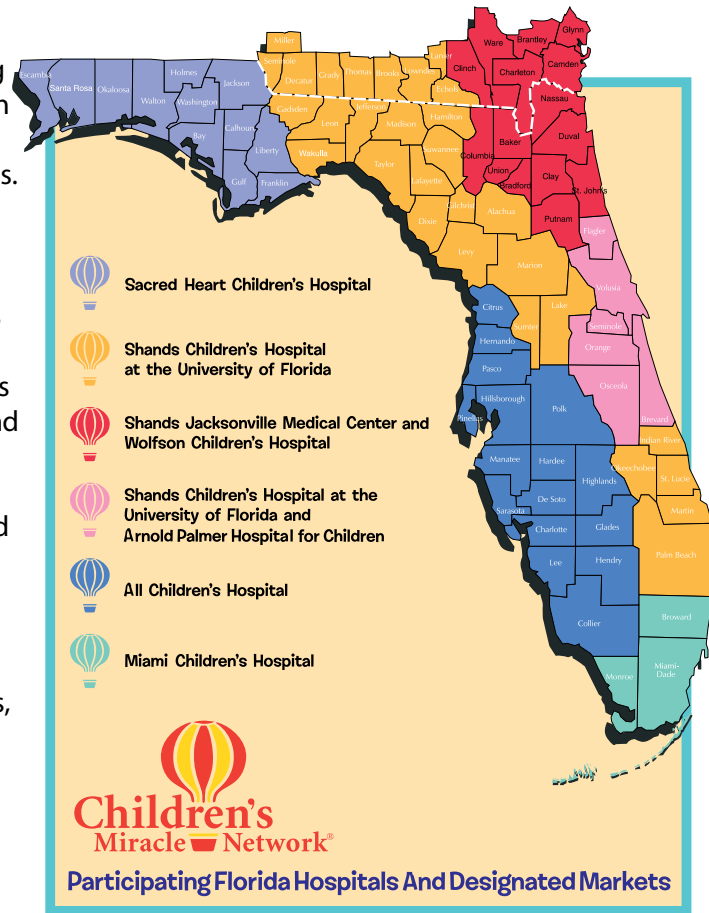 g
n
s.
s
nd
d
s,
Miller
Seminole
Decatur
Grady
Thomas
Brooks
Lowndes
Lanier
Echols
Clinch
Ware
Brantley
Glynn
Charlton
Camden
Escambia
Santa Rosa
Okaloosa
Walton
Holmes
Washington
Jackson
Bay
Calhoun
Liberty
Gulf
Franklin
Gadsden
Leon
Wakulla
Jefferson
Madison
Taylor
Hamilton
Suwannee
Lafayette
Dixie
Columbia
Baker
Nassau
Duval
Union
Bradford
Clay
St. John's
Putnam
Gilchrist
Alachua
Levy
Marion
Flagler
Volusia
Citrus
Sumter
Lake
Hernando
Seminole
Orange
Pasco
Osceola
Brevard
Pinellas
Hillsborough
Polk
Indian River
Manatee
Hardee
Highlands
Okeechobee
St. Lucie
Sarasota
De Soto
Martin
Charlotte
Glades
Lee
Hendry
Palm Beach
Collier
Broward
Monroe
Miami-
Dade
Sacred Heart Children's Hospital
Shands Children's Hospital
at the University of Florida
Shands Jacksonville Medical Center and
Wolfson Children's Hospital
Shands Children's Hospital at the
University of Florida and
Arnold Palmer Hospital for Children
All Children's Hospital
Miami Children's Hospital
Children's
Miracle Network®
Participating Florida Hospitals And Designated Markets